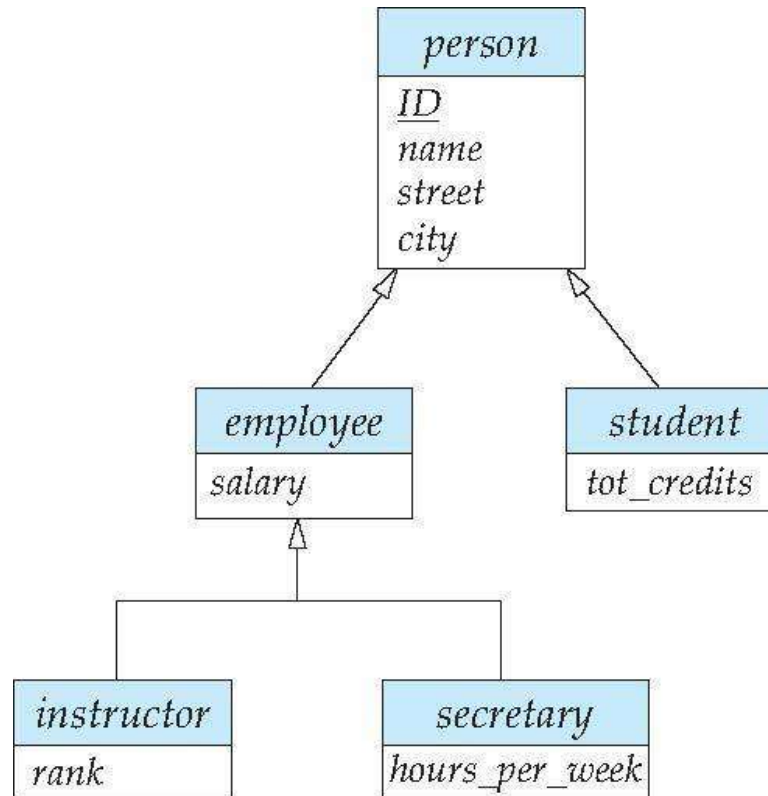 person
ID
name
street
city
employee
salary
student
tot_credits
instructor
rank
secretary
hours_per_week